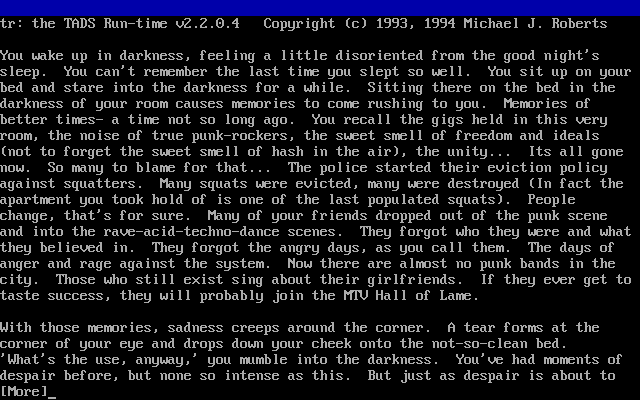 tr: the TADS Run-time v2.2.0.4   Copyright (c) 1993, 1994 Michael J. Roberts
You wake up in darkness, feeling a little disoriented from the good night's
sleep.  You can't remember the last time you slept so well.  You sit up on your
bed and stare into the darkness for a while.  Sitting there on the bed in the
darkness of your room causes memories to come rushing to you.  Memories of
better times- a time not so long ago.  You recall the gigs held in this very
room, the noise of true punk-rockers, the sweet smell of freedom and ideals
(not to forget the sweet smell of hash in the air), the unity...  Its all gone
now.  So many to blame for that...  The police started their eviction policy
against squatters.  Many squats were evicted, many were destroyed (In fact the
apartment you took hold of is one of the last populated squats).  People
change, that's for sure.  Many of your friends dropped out of the punk scene
and into the rave-acid-techno-dance scenes.  They forgot who they were and what
they believed in.  They forgot the angry days, as you call them.  The days of
anger and rage against the system.  Now there are almost no punk bands in the
city.  Those who still exist sing about their girlfriends.  If they ever get to
taste success, they will probably join the MTV Hall of Lame.
With those memories, sadness creeps around the corner.  A tear forms at the
corner of your eye and drops down your cheek onto the not-so-clean bed.
'What's the use, anyway,' you mumble into the darkness.  You've had moments of
despair before, but none so intense as this.  But just as despair is about to
[More]_